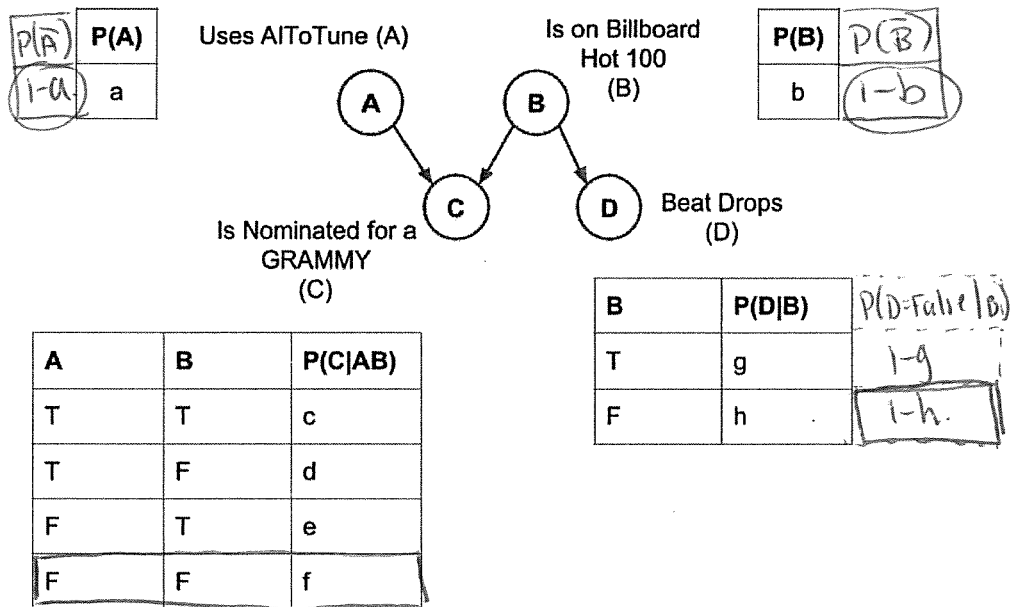 P(A̅) P(A)
1-a a
Uses AIToTune (A)
Is on Billboard
Hot 100
(B)
P(B) P(B̅)
b 1-b
A
B
C
D
Is Nominated for a
GRAMMY
(C)
Beat Drops
(D)
A B P(C|AB)
T T c
T F d
F T e
F F f
B P(D|B) P(D=False|B)
T g 1-g
F h 1-h.